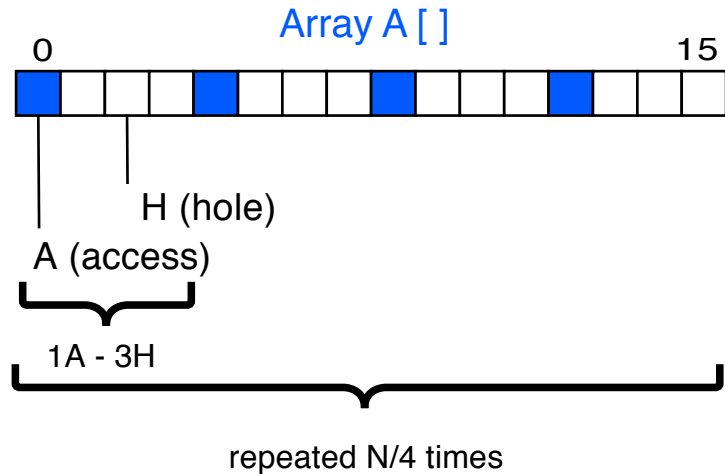 Array A [ ]
0
15
H (hole)
A (access)
1A - 3H
repeated N/4 times